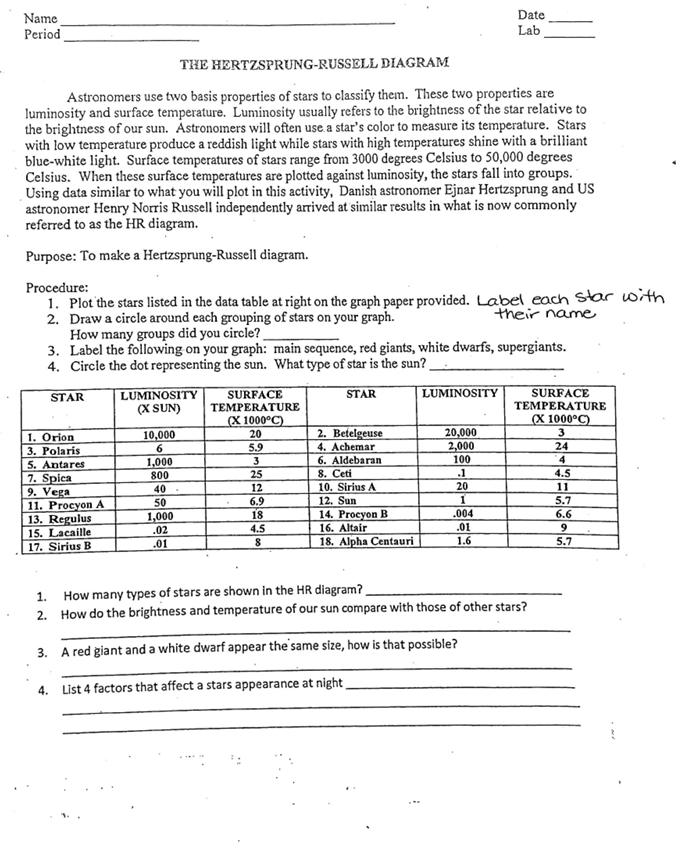 Name ____________ Date ______
Period ____________ Lab ______
THE HERTZSPRUNG-RUSSELL DIAGRAM
Astronomers use two basis properties of stars to classify them. These two properties are
luminosity and surface temperature. Luminosity usually refers to the brightness of the star relative to
the brightness of our sun. Astronomers will often use a star's color to measure its temperature. Stars
with low temperature produce a reddish light while stars with high temperatures shine with a brilliant
blue-white light. Surface temperatures of stars range from 3000 degrees Celsius to 50,000 degrees
Celsius. When these surface temperatures are plotted against luminosity, the stars fall into groups.
Using data similar to what you will plot in this activity, Danish astronomer Ejnar Hertzsprung and US
astronomer Henry Norris Russell independently arrived at similar results in what is now commonly
referred to as the HR diagram.
Purpose: To make a Hertzsprung-Russell diagram.
Procedure:
1. Plot the stars listed in the data table at right on the graph paper provided. Label each star with
their name
2. Draw a circle around each grouping of stars on your graph.
How many groups did you circle? ____________
3. Label the following on your graph: main sequence, red giants, white dwarfs, supergiants.
4. Circle the dot representing the sun. What type of star is the sun? ____________
STAR LUMINOSITY (X SUN) SURFACE TEMPERATURE (X 1000°C) STAR LUMINOSITY SURFACE TEMPERATURE (X 1000°C)
1. Orion 10,000 20 2. Betelgeuse 20,000 3
3. Polaris 6 5.9 4. Achemar 2,000 24
5. Antares 1,000 3 6. Aldebaran 100 4
7. Spica 800 25 8. Ceti .1 4.5
9. Vega 40 12 10. Sirius A 20 11
11. Procyon A 50 6.9 12. Sun 1 5.7
13. Regulus 1,000 18 14. Procyon B .004 6.6
15. Lacaille .02 4.5 16. Altair .01 9
17. Sirius B .01 8 18. Alpha Centauri 1.6 5.7
1. How many types of stars are shown in the HR diagram? ____________
2. How do the brightness and temperature of our sun compare with those of other stars?
3. A red giant and a white dwarf appear the same size, how is that possible?
4. List 4 factors that affect a stars appearance at night ____________